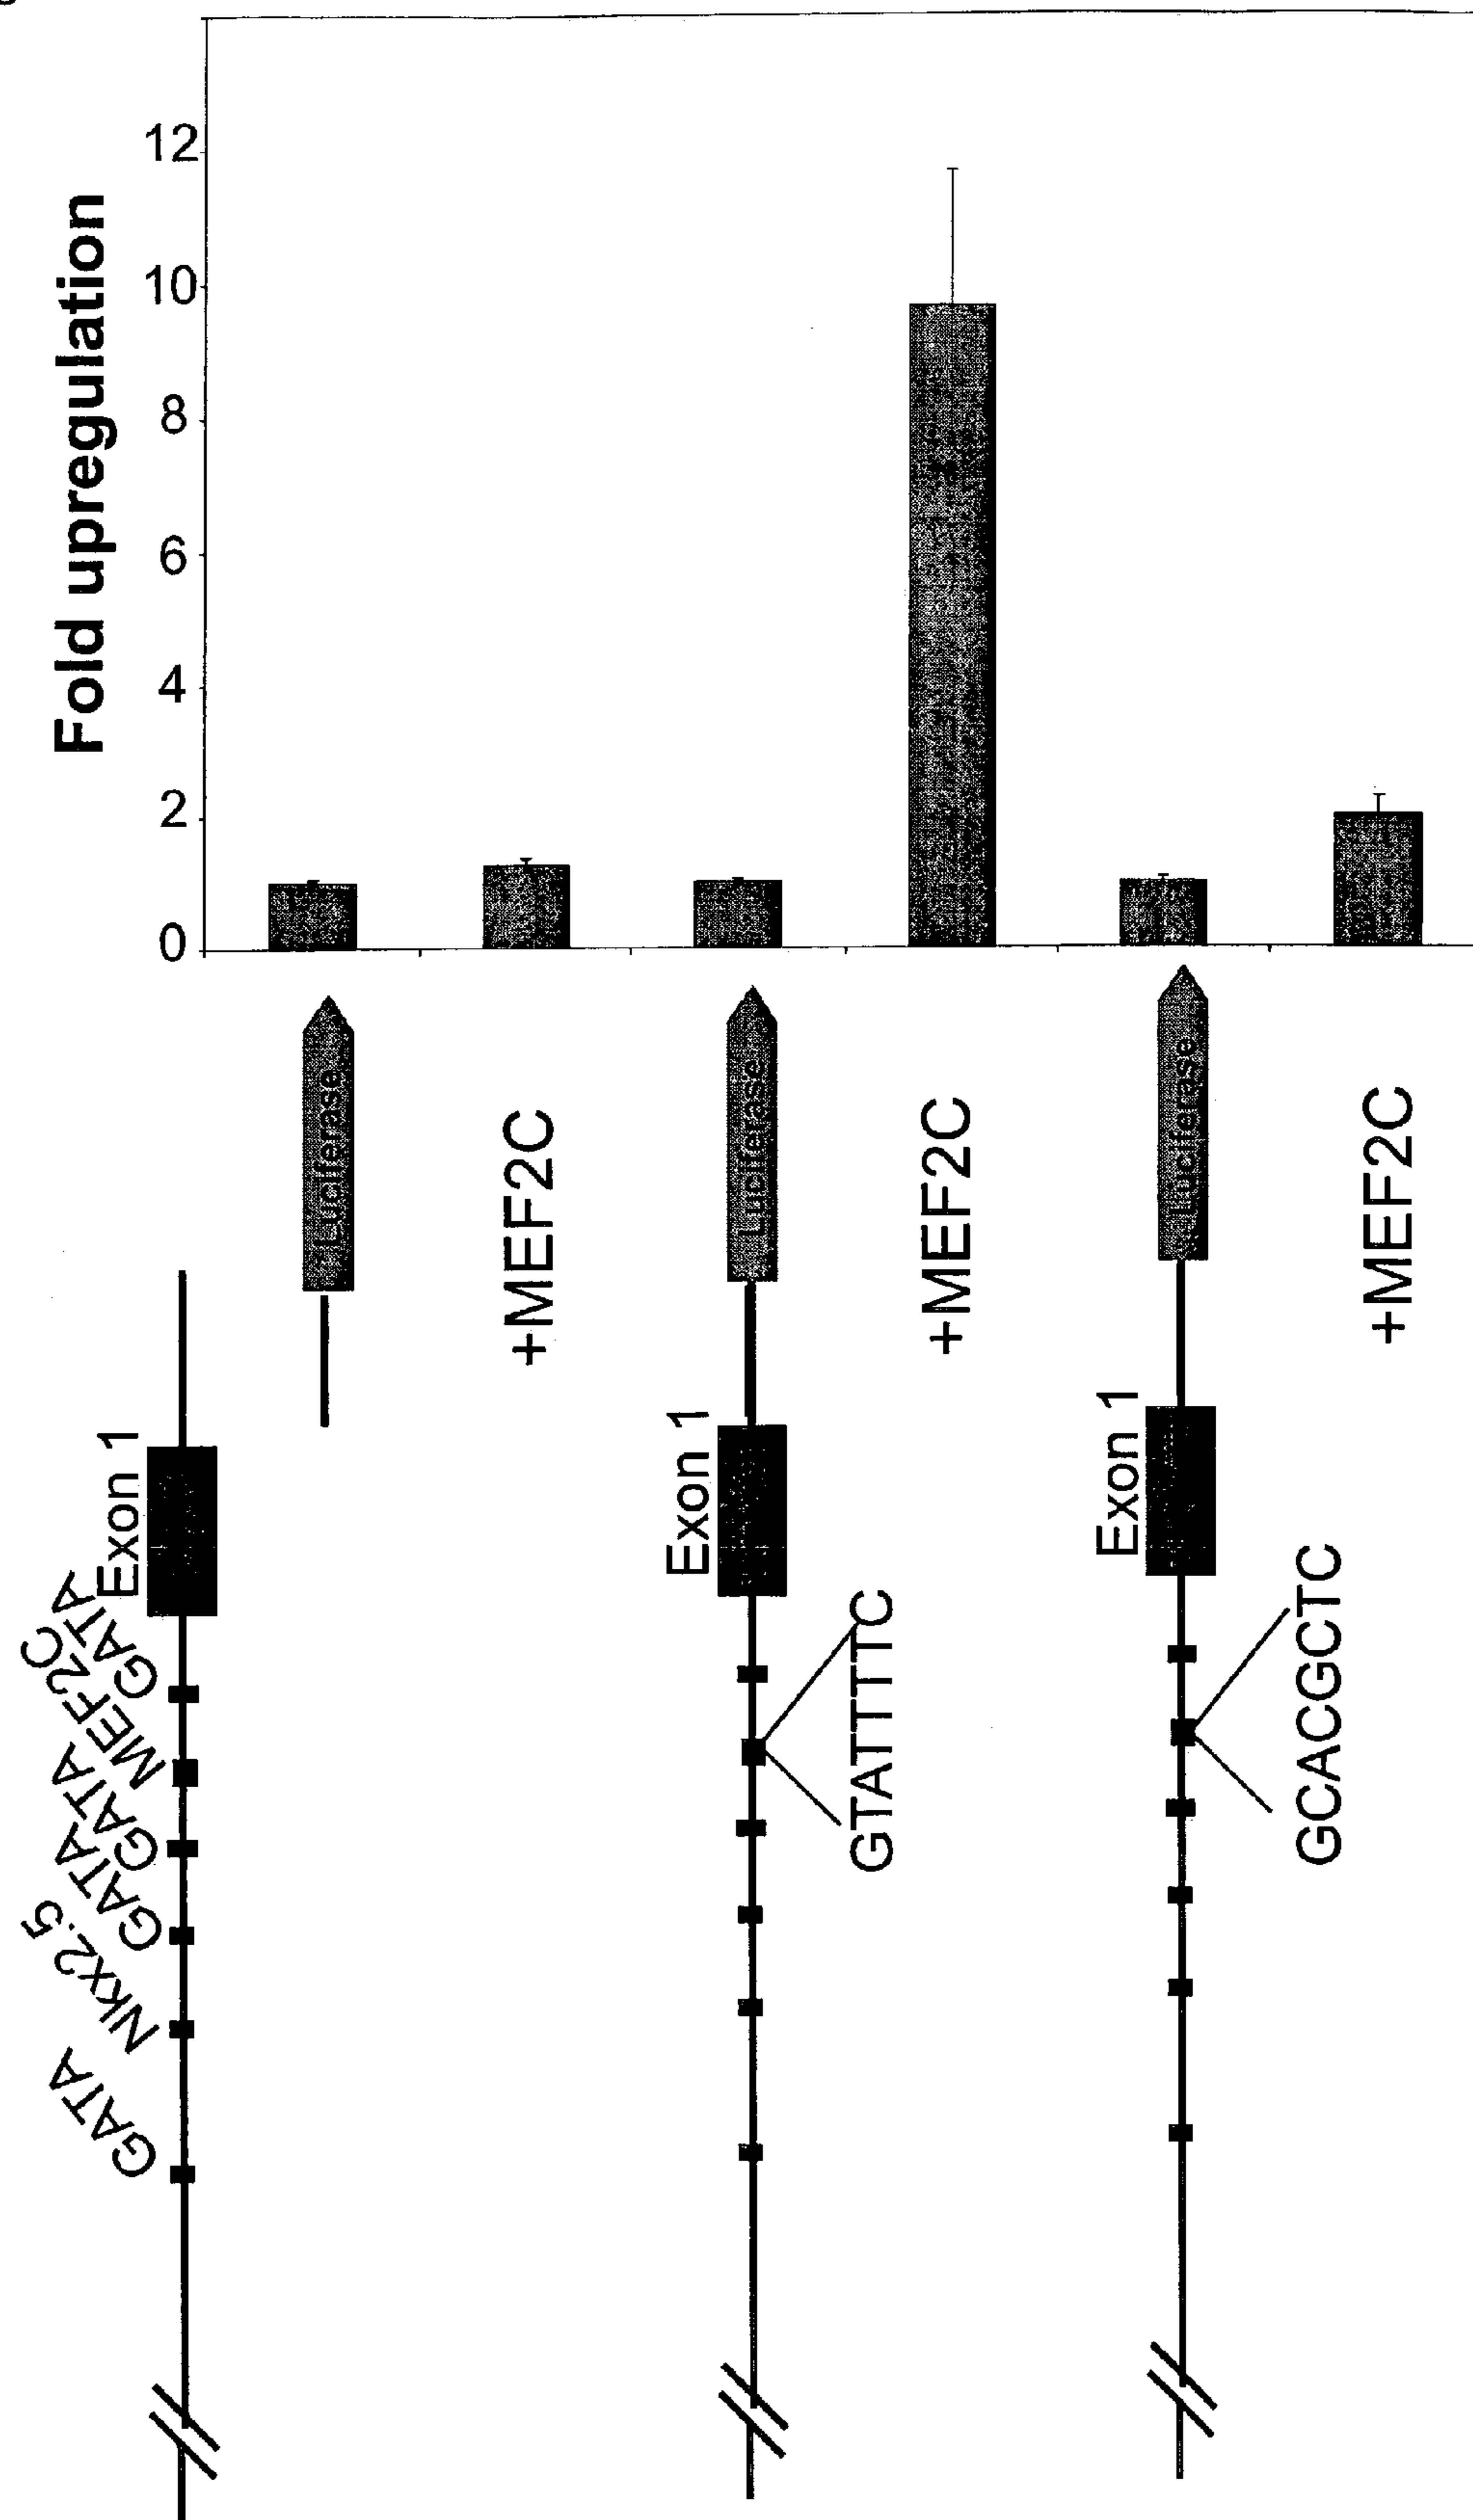 Fold upregulation
12
10
8
6
4
2
0
Luciferase
+MEF2C
Luciferase
+MEF2C
Luciferase
+MEF2C
GATA
NKX2.5
GATA
GATA
MEF2C
GATA
Exon 1
Exon 1
GTATTTTTC
Exon 1
GCACGCTC